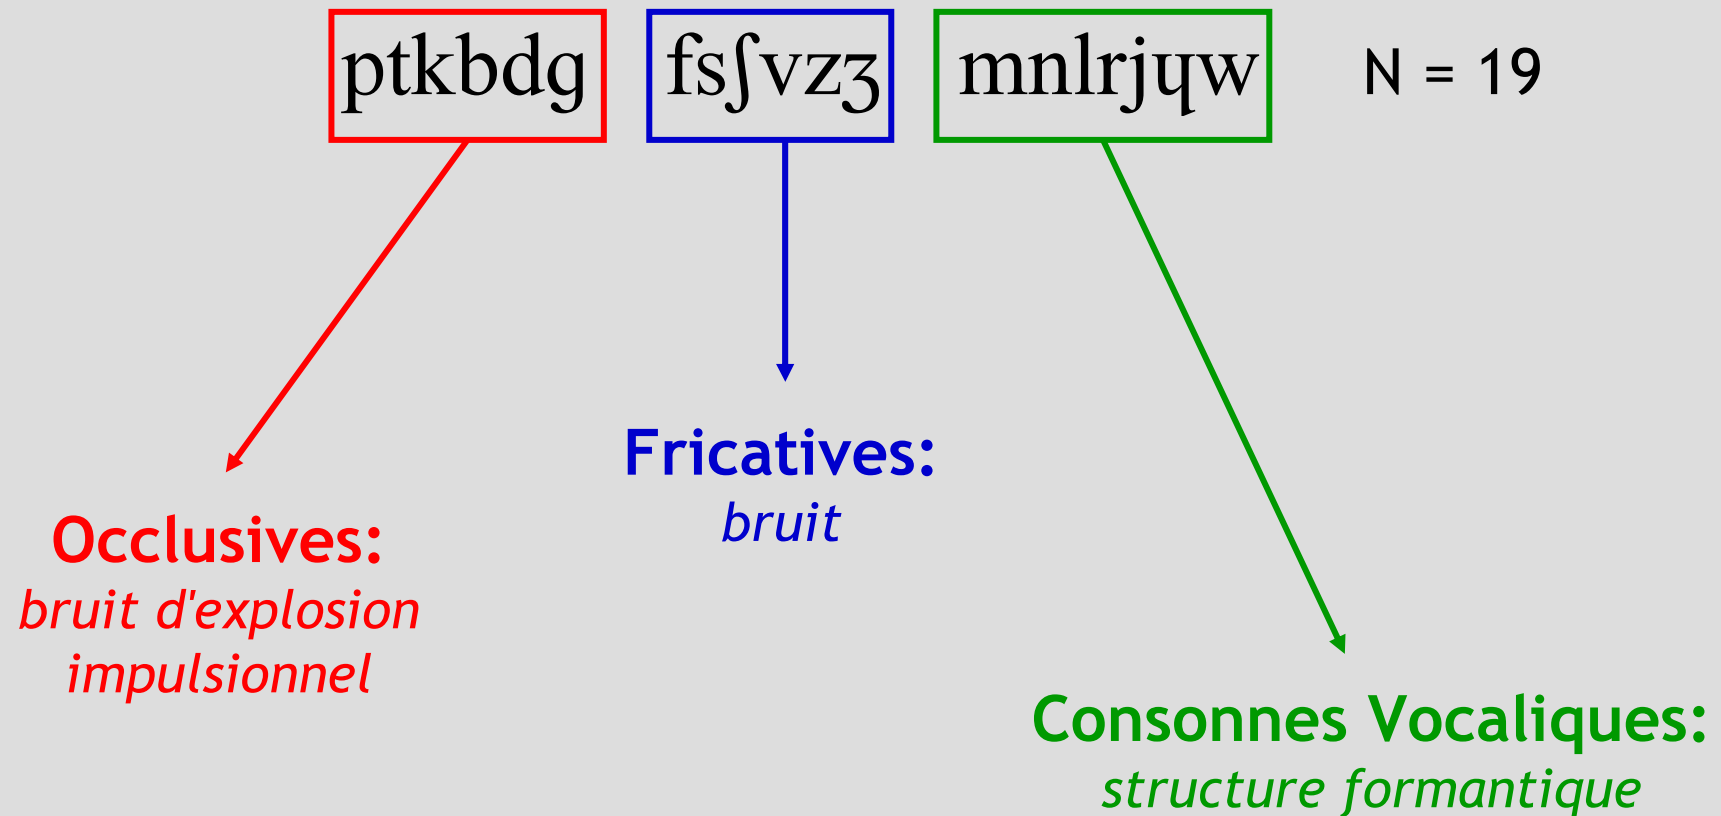 ptkbdg fsʃvzʒ mnlrjɥw N = 19
Fricatives:
bruit
Occlusives:
bruit d'explosion
impulsionnel
Consonnes Vocaliques:
structure formantique